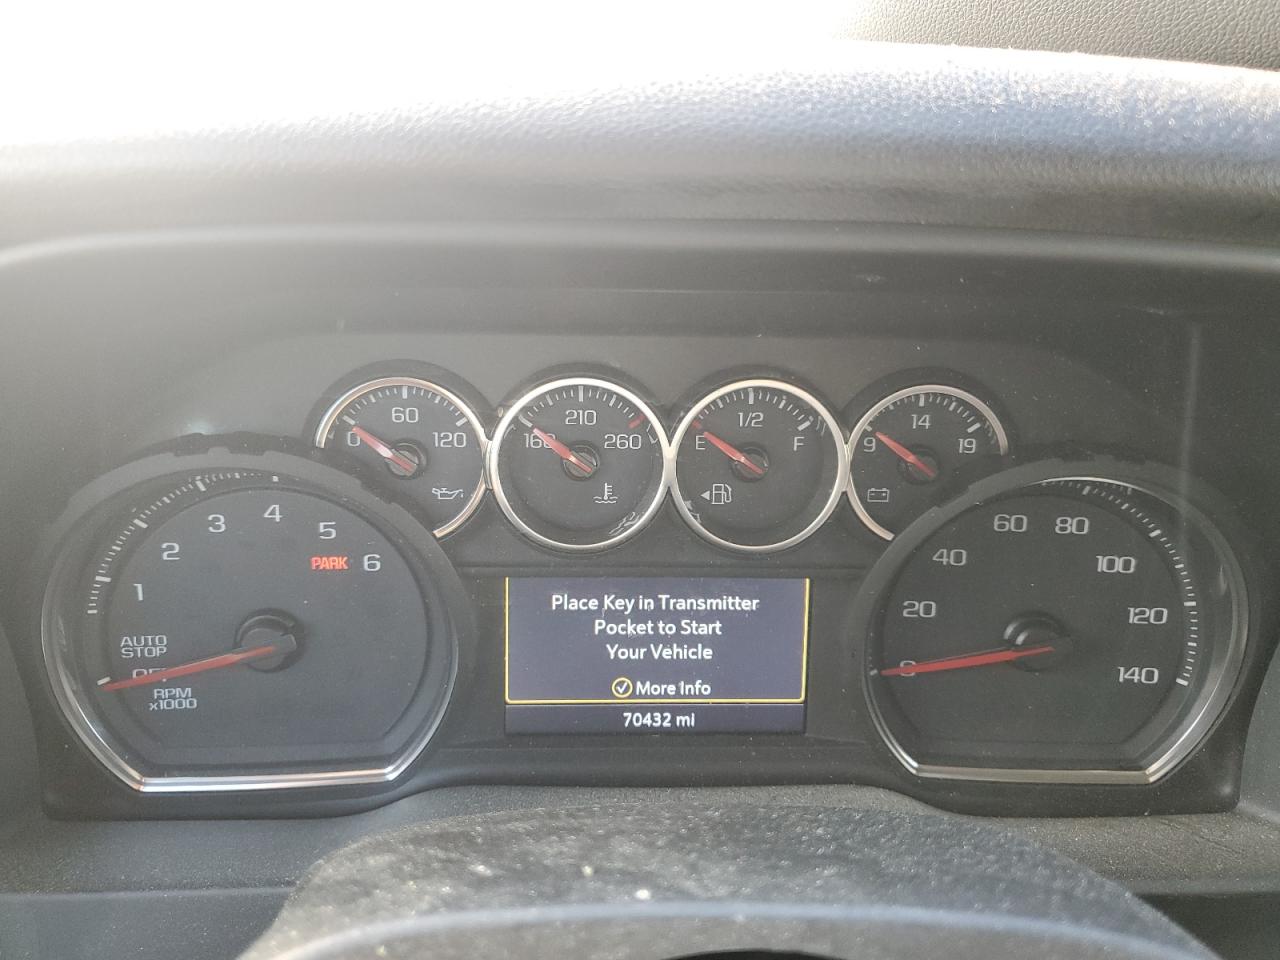 0 60 120
160 210 260
E 1/2 F
9 14 19
1 2 3 4 5 6
PARK
AUTO
STOP
OFF
RPM
x1000
Place Key in Transmitter
Pocket to Start
Your Vehicle
More Info
70432 mi
0 20 40 60 80 100 120 140